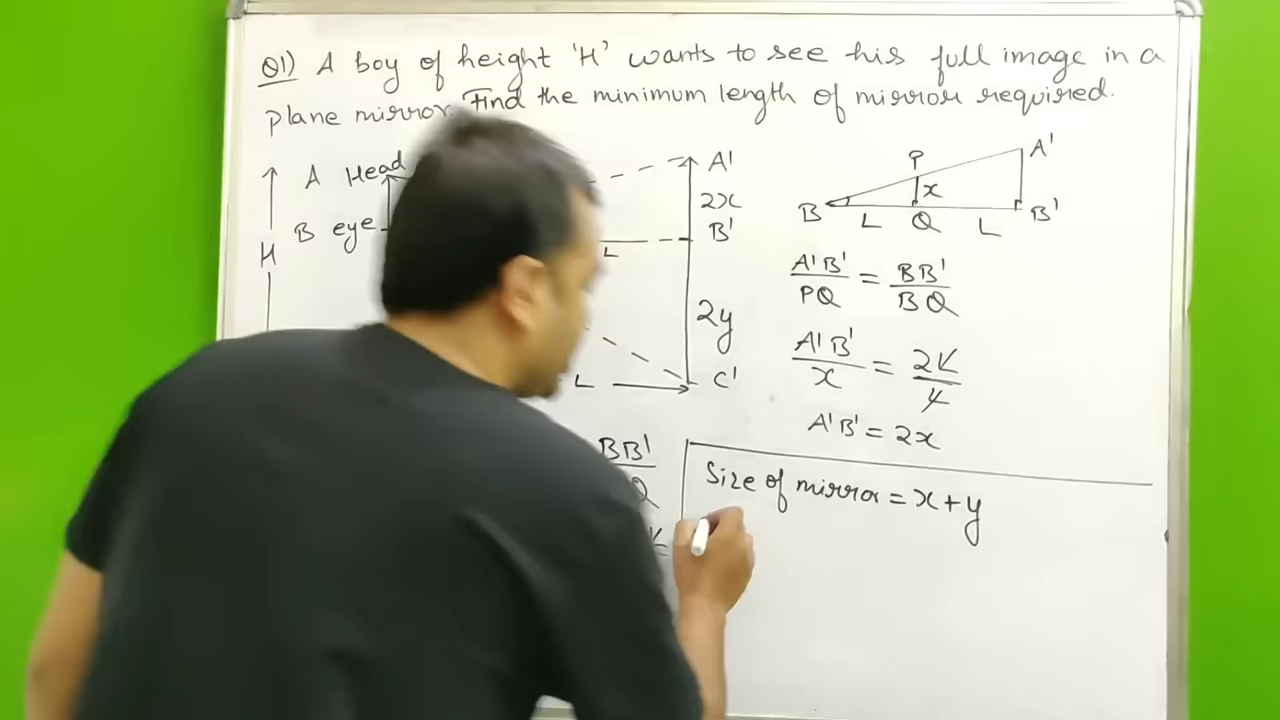 Q1) A boy of height 'H' wants to see his full image in a
plane mirror. Find the minimum length of mirror required.
A Head
B eye
H
L
L
A'
2x
B'
2y
C'
P
A'
x
B
L
Q
L
B'
A'B'/PQ = BB'/BQ
A'B'/x = 2L/L
A'B' = 2x
BB'
Q
Size of mirror = x + y